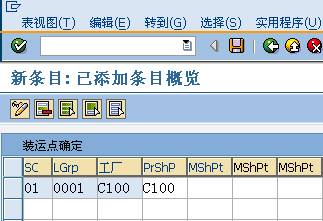 表视图(T) 编辑(E) 转到(G) 选择(S) 实用程序(U)
新条目: 已添加条目概览
装运点确定
SC LGrp 工厂 PrShP MShPt MShPt MShPt
01 0001 C100 C100